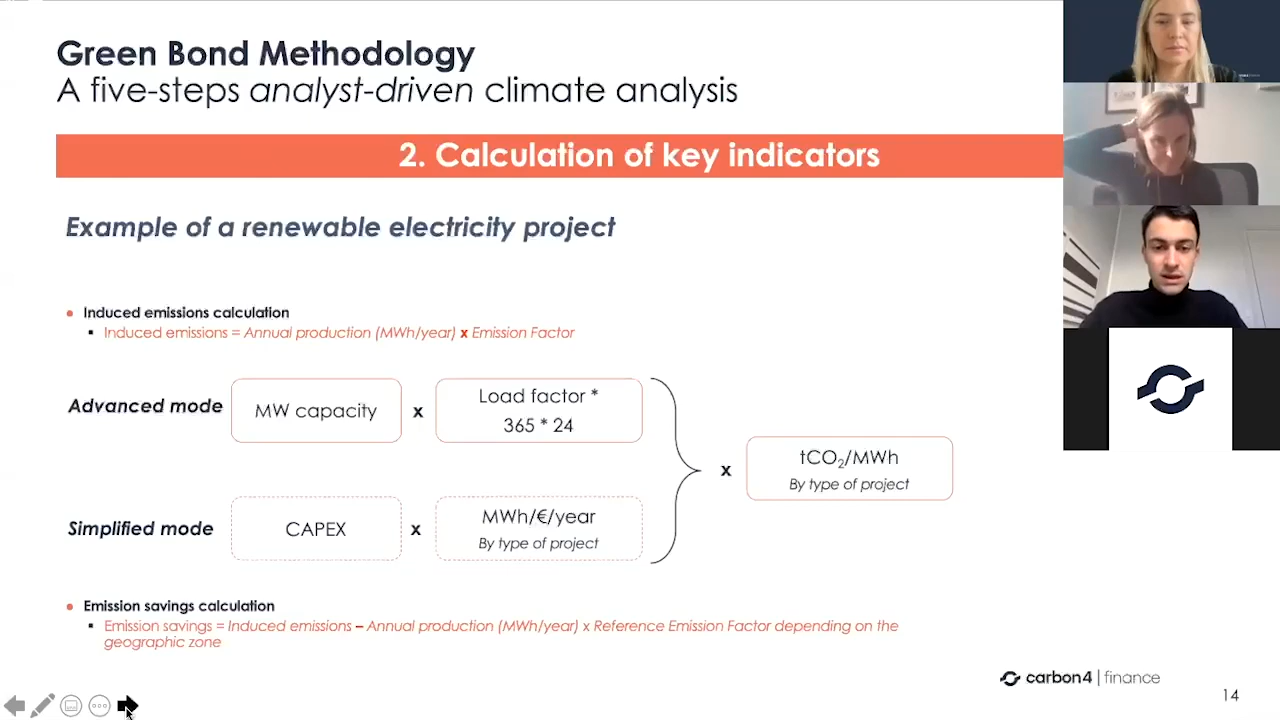 Green Bond Methodology
A five-steps analyst-driven climate analysis
2. Calculation of key indicators
Example of a renewable electricity project
Induced emissions calculation
Induced emissions = Annual production (MWh/year) x Emission Factor
Advanced mode
MW capacity
x
Load factor *
365 * 24
x
tCO₂/MWh
By type of project
Simplified mode
CAPEX
x
MWh/€/year
By type of project
Emission savings calculation
Emission savings = Induced emissions – Annual production (MWh/year) x Reference Emission Factor depending on the
geographic zone
carbon4 | finance
14